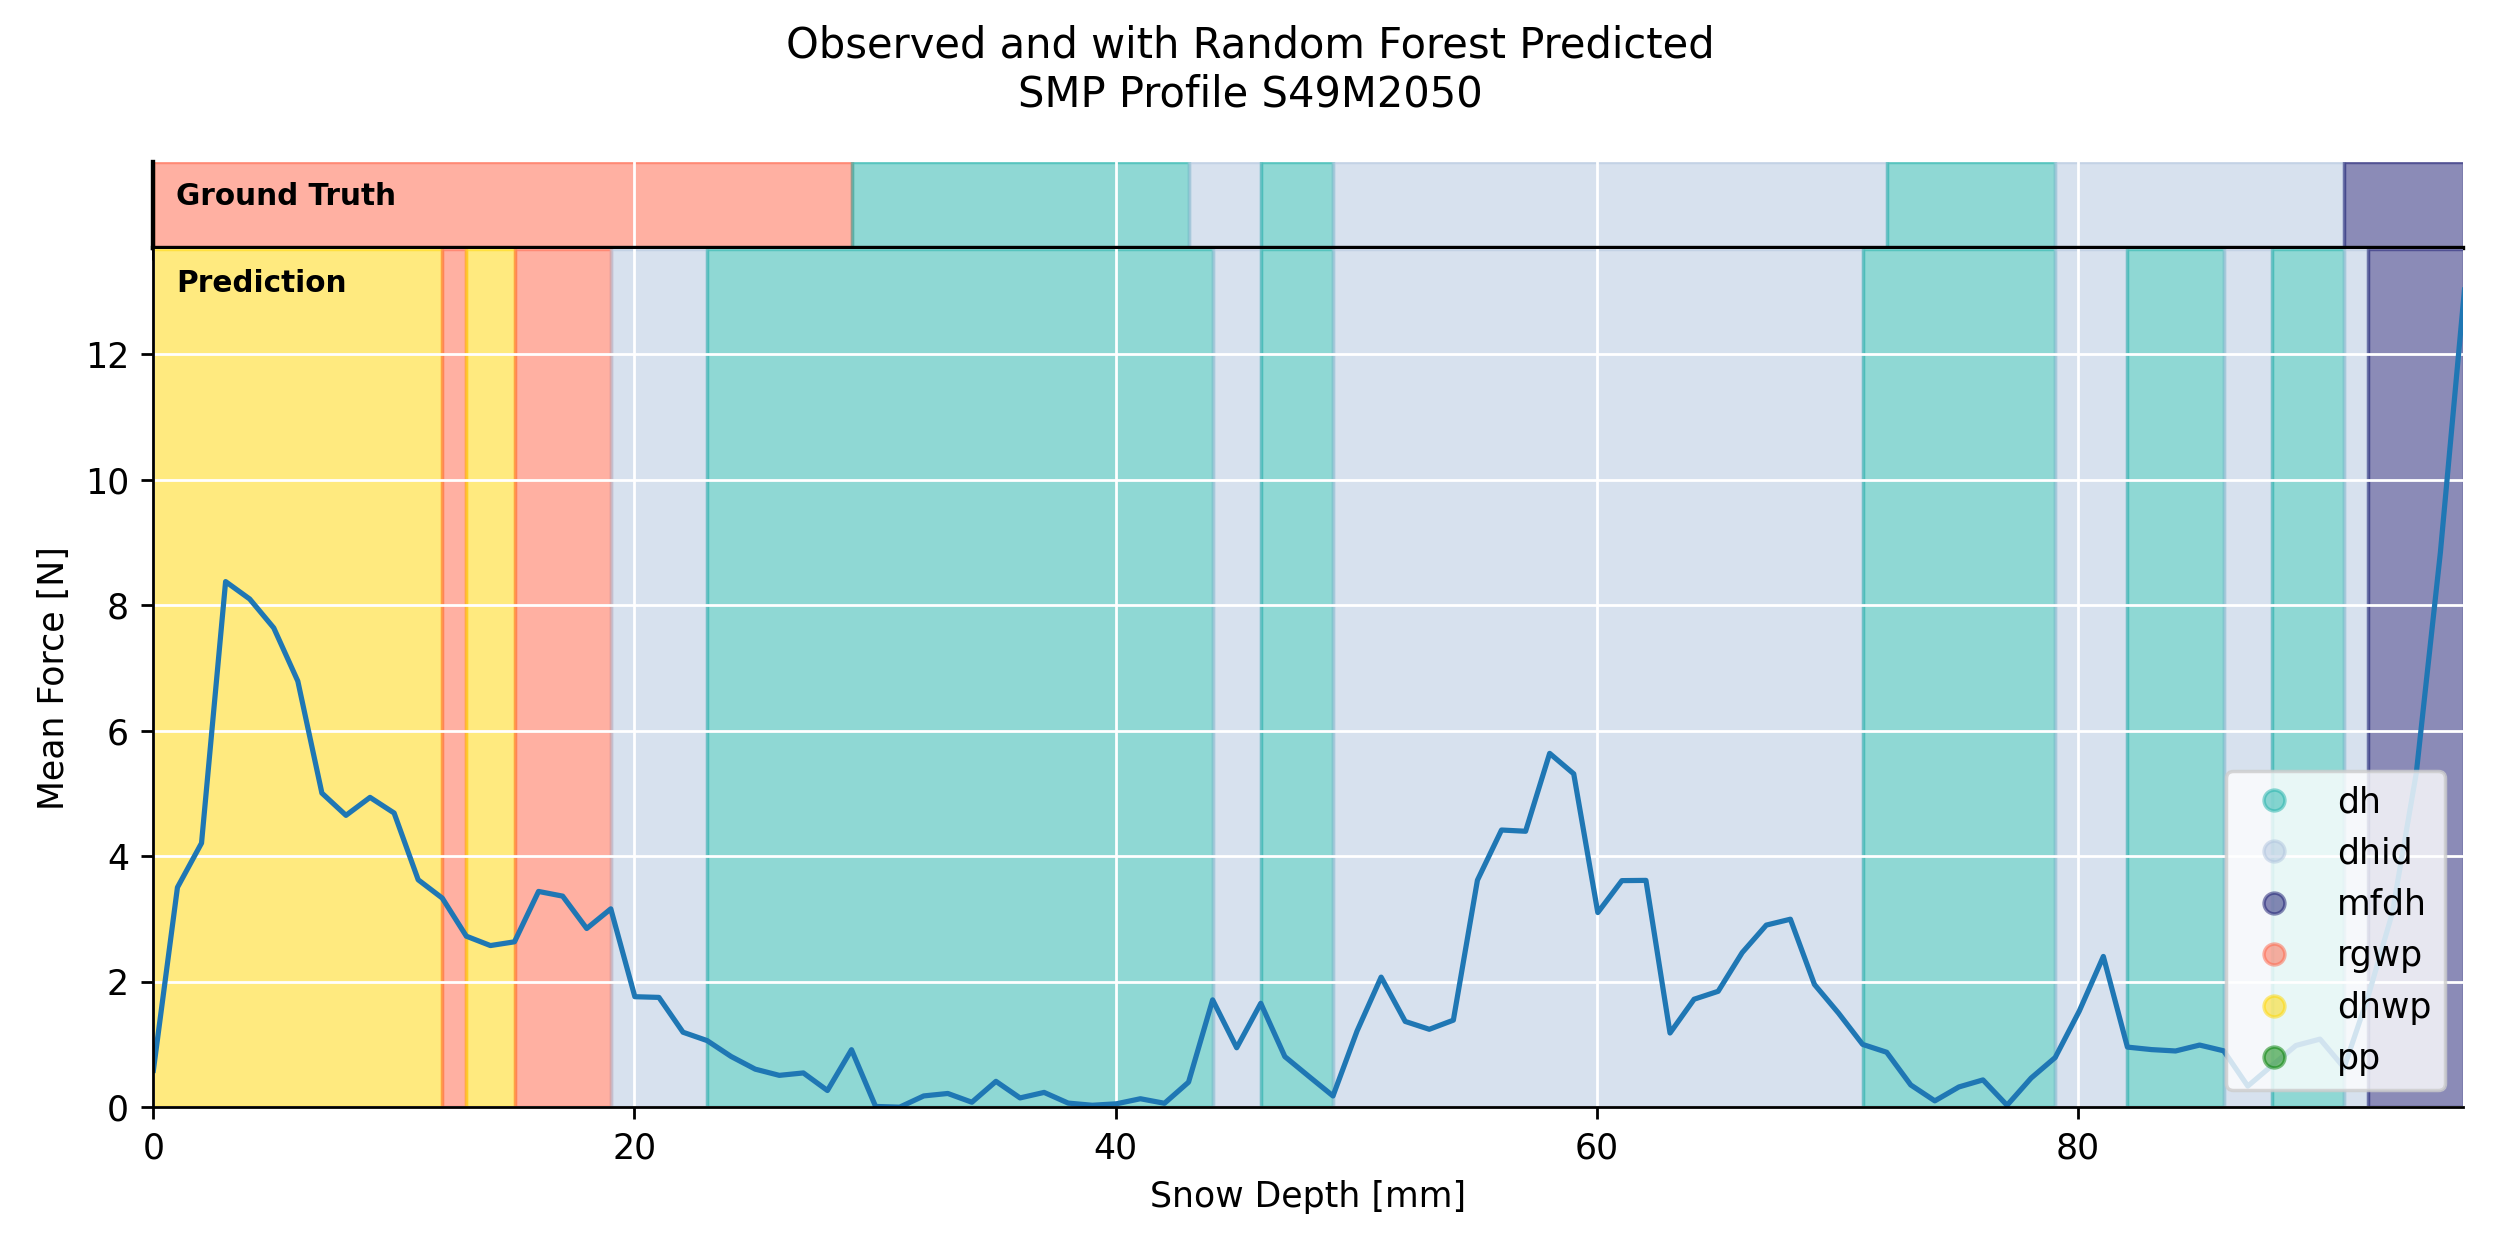 Observed and with Random Forest Predicted
SMP Profile S49M2050
Ground Truth
Prediction
12
10
8
6
4
2
0
Mean Force [N]
0 20 40 60 80
Snow Depth [mm]
dh
dhid
mfdh
rgwp
dhwp
pp